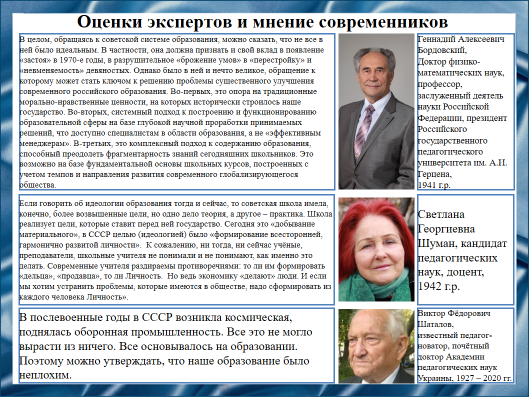 Оценки экспертов и мнение современников
В целом, обращаясь к советской системе образования, можно сказать, что не все в
ней было идеальным. В частности, она должна признать и свой вклад в появление
«застоя» в 1970-е годы, в разрушительное «брожение умов» в «перестройку» и
«невменяемость» девяностых. Однако было в ней и нечто великое, обращение к
которому может стать ключом к решению проблемы существенного улучшения
современного российского образования. Во-первых, это опора на традиционные
морально-нравственные ценности, на которых исторически строилось наше
государство. Во-вторых, системный подход к построению и функционированию
образовательной сферы на базе глубокой научной проработки принимаемых
решений, что доступно специалистам в области образования, а не «эффективным
менеджерам». В-третьих, это комплексный подход к содержанию образования,
способный преодолеть фрагментарность знаний сегодняшних школьников. Это
возможно на базе фундаментальной основы школьных курсов, построенных с
учетом темпов и направления развития современного глобализирующегося
общества.
Геннадий Алексеевич
Бордовский,
Доктор физико-
математических наук,
профессор,
заслуженный деятель
науки Российской
Федерации, президент
Российского
государственного
педагогического
университета им. А.И.
Герцена,
1941 г.р.
Если говорить об идеологии образования тогда и сейчас, то советская школа имела,
конечно, более возвышенные цели, но одно дело теория, а другое – практика. Школа
реализует цели, которые ставит перед ней государство. Сегодня это «добывание
материального», в СССР целью (идеологией) было «формирование всесторонней,
гармонично развитой личности». К сожалению, ни тогда, ни сейчас учёные,
преподаватели, школьные учителя не понимали и не понимают, как именно это
делать. Современные учителя раздираемы противоречиями: то ли им формировать
«дельца», «продавца», то ли Личность. Но ведь экономику «делают» люди. И если
мы хотим устранить проблемы, которые имеются в обществе, надо сформировать из
каждого человека Личность».
Светлана
Георгиевна
Шуман, кандидат
педагогических
наук, доцент,
1942 г.р.
В послевоенные годы в СССР возникла космическая,
поднялась оборонная промышленность. Все это не могло
вырасти из ничего. Все основывалось на образовании.
Поэтому можно утверждать, что наше образование было
неплохим.
Виктор Фёдорович
Шаталов,
известный педагог-
новатор, почётный
доктор Академии
педагогических наук
Украины, 1927 – 2020 гг.